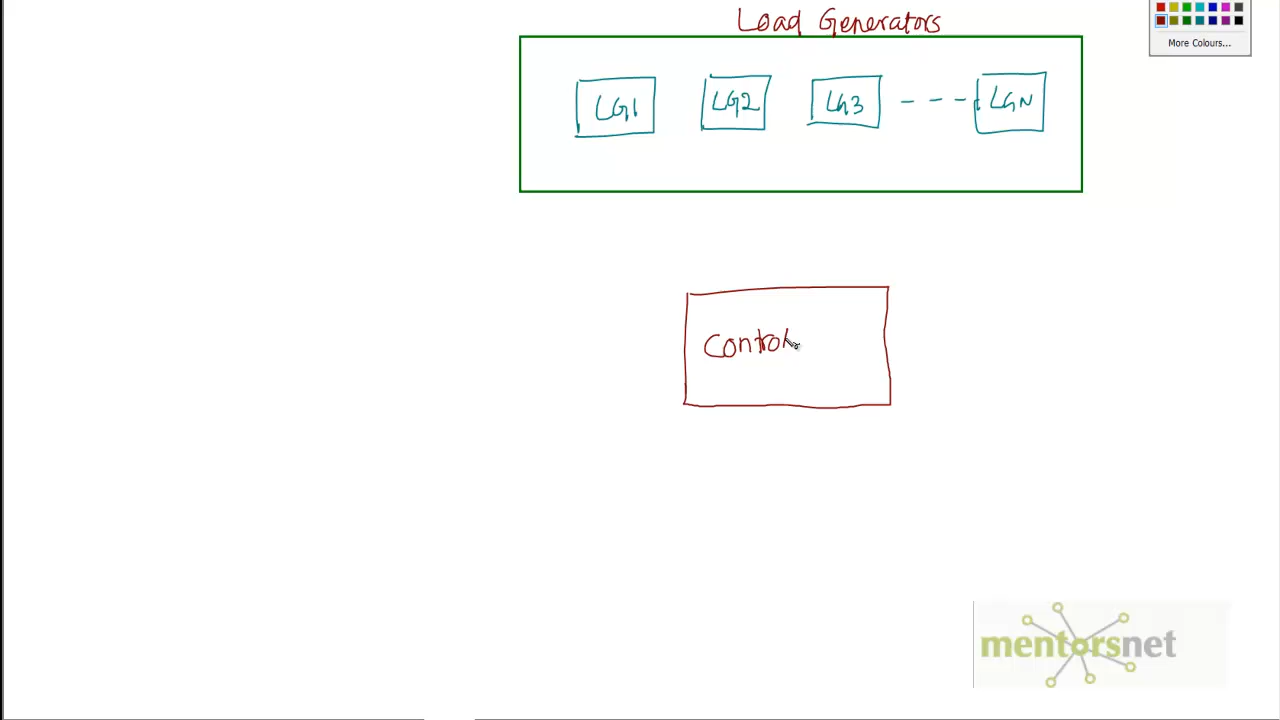 Load Generators
More Colours...
LG1 LG2 LG3 --- LGN
Control
mentorsnet